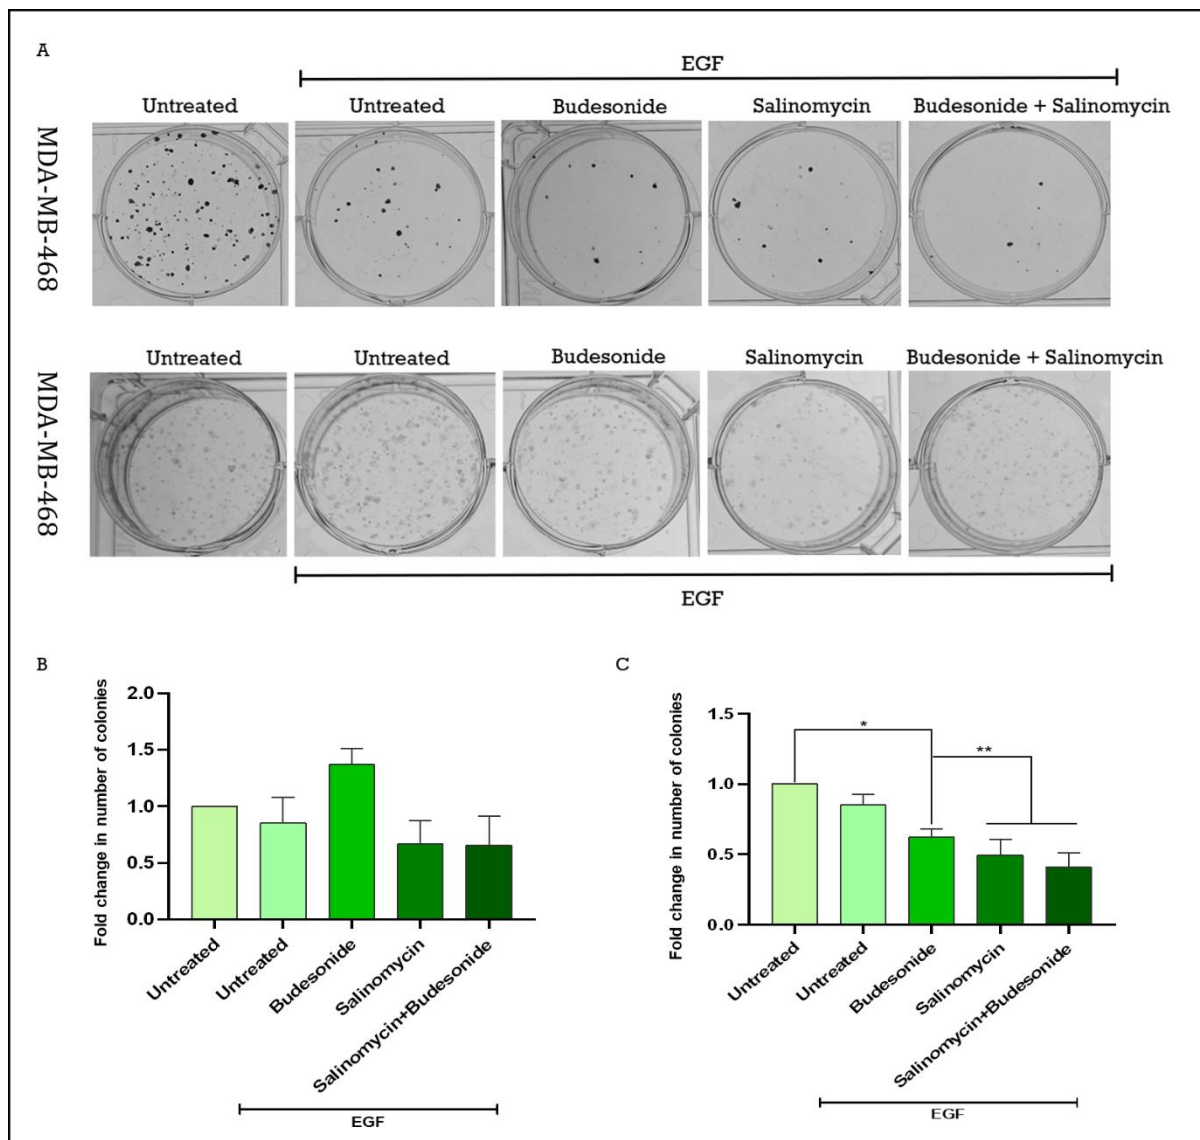 A
EGF
Untreated Untreated Budesonide Salinomycin Budesonide + Salinomycin
MDA-MB-468
Untreated Untreated Budesonide Salinomycin Budesonide + Salinomycin
MDA-MB-468
EGF
B
Fold change in number of colonies
2.0
1.5
1.0
0.5
0.0
Untreated
Untreated
Budesonide
Salinomycin
Salinomycin+Budesonide
EGF
C
Fold change in number of colonies
1.5
1.0
0.5
0.0
*
**
Untreated
Untreated
Budesonide
Salinomycin
Salinomycin+Budesonide
EGF